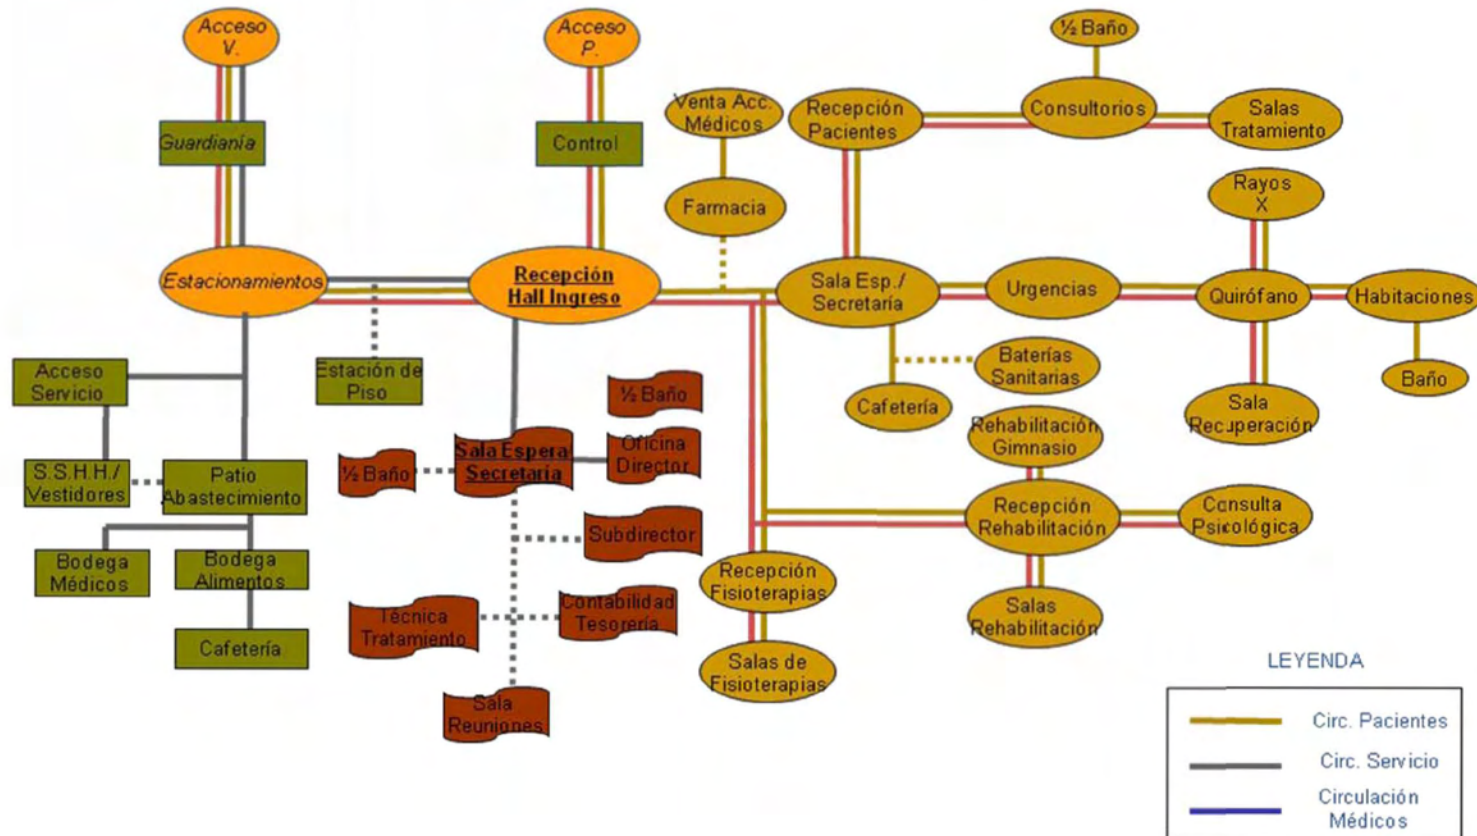 Acceso
V.
Acceso
P.
½ Baño
Venta Acc.
Médicos
Recepción
Pacientes
Consultorios
Salas
Tratamiento
Guardianía
Control
Farmacia
Rayos
X
Estacionamientos
Recepción
Hall Ingreso
Sala Esp./
Secretaría
Urgencias
Quirófano
Habitaciones
Acceso
Servicio
Estación de
Piso
½ Baño
Baterías
Sanitarias
Baño
Cafetería
Sala
Recuperación
S.S.H.H./
Vestidores
Patio
Abastecimiento
½ Baño
Sala Espera/
Secretaría
Oficina
Director
Rehabilitación
Gimnasio
Recepción
Rehabilitación
Consulta
Psicológica
Subdirector
Bodega
Médicos
Bodega
Alimentos
Recepción
Fisioterapias
Técnica
Tratamiento
Contabilidad
Tesorería
Salas
Rehabilitación
Cafetería
Salas de
Fisioterapias
Sala
Reuniones
LEYENDA
Circ. Pacientes
Circ. Servicio
Circulación
Médicos